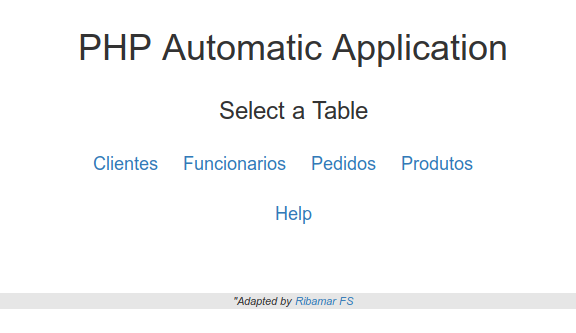 PHP Automatic Application
Select a Table
Clientes Funcionarios Pedidos Produtos
Help
"Adapted by Ribamar FS